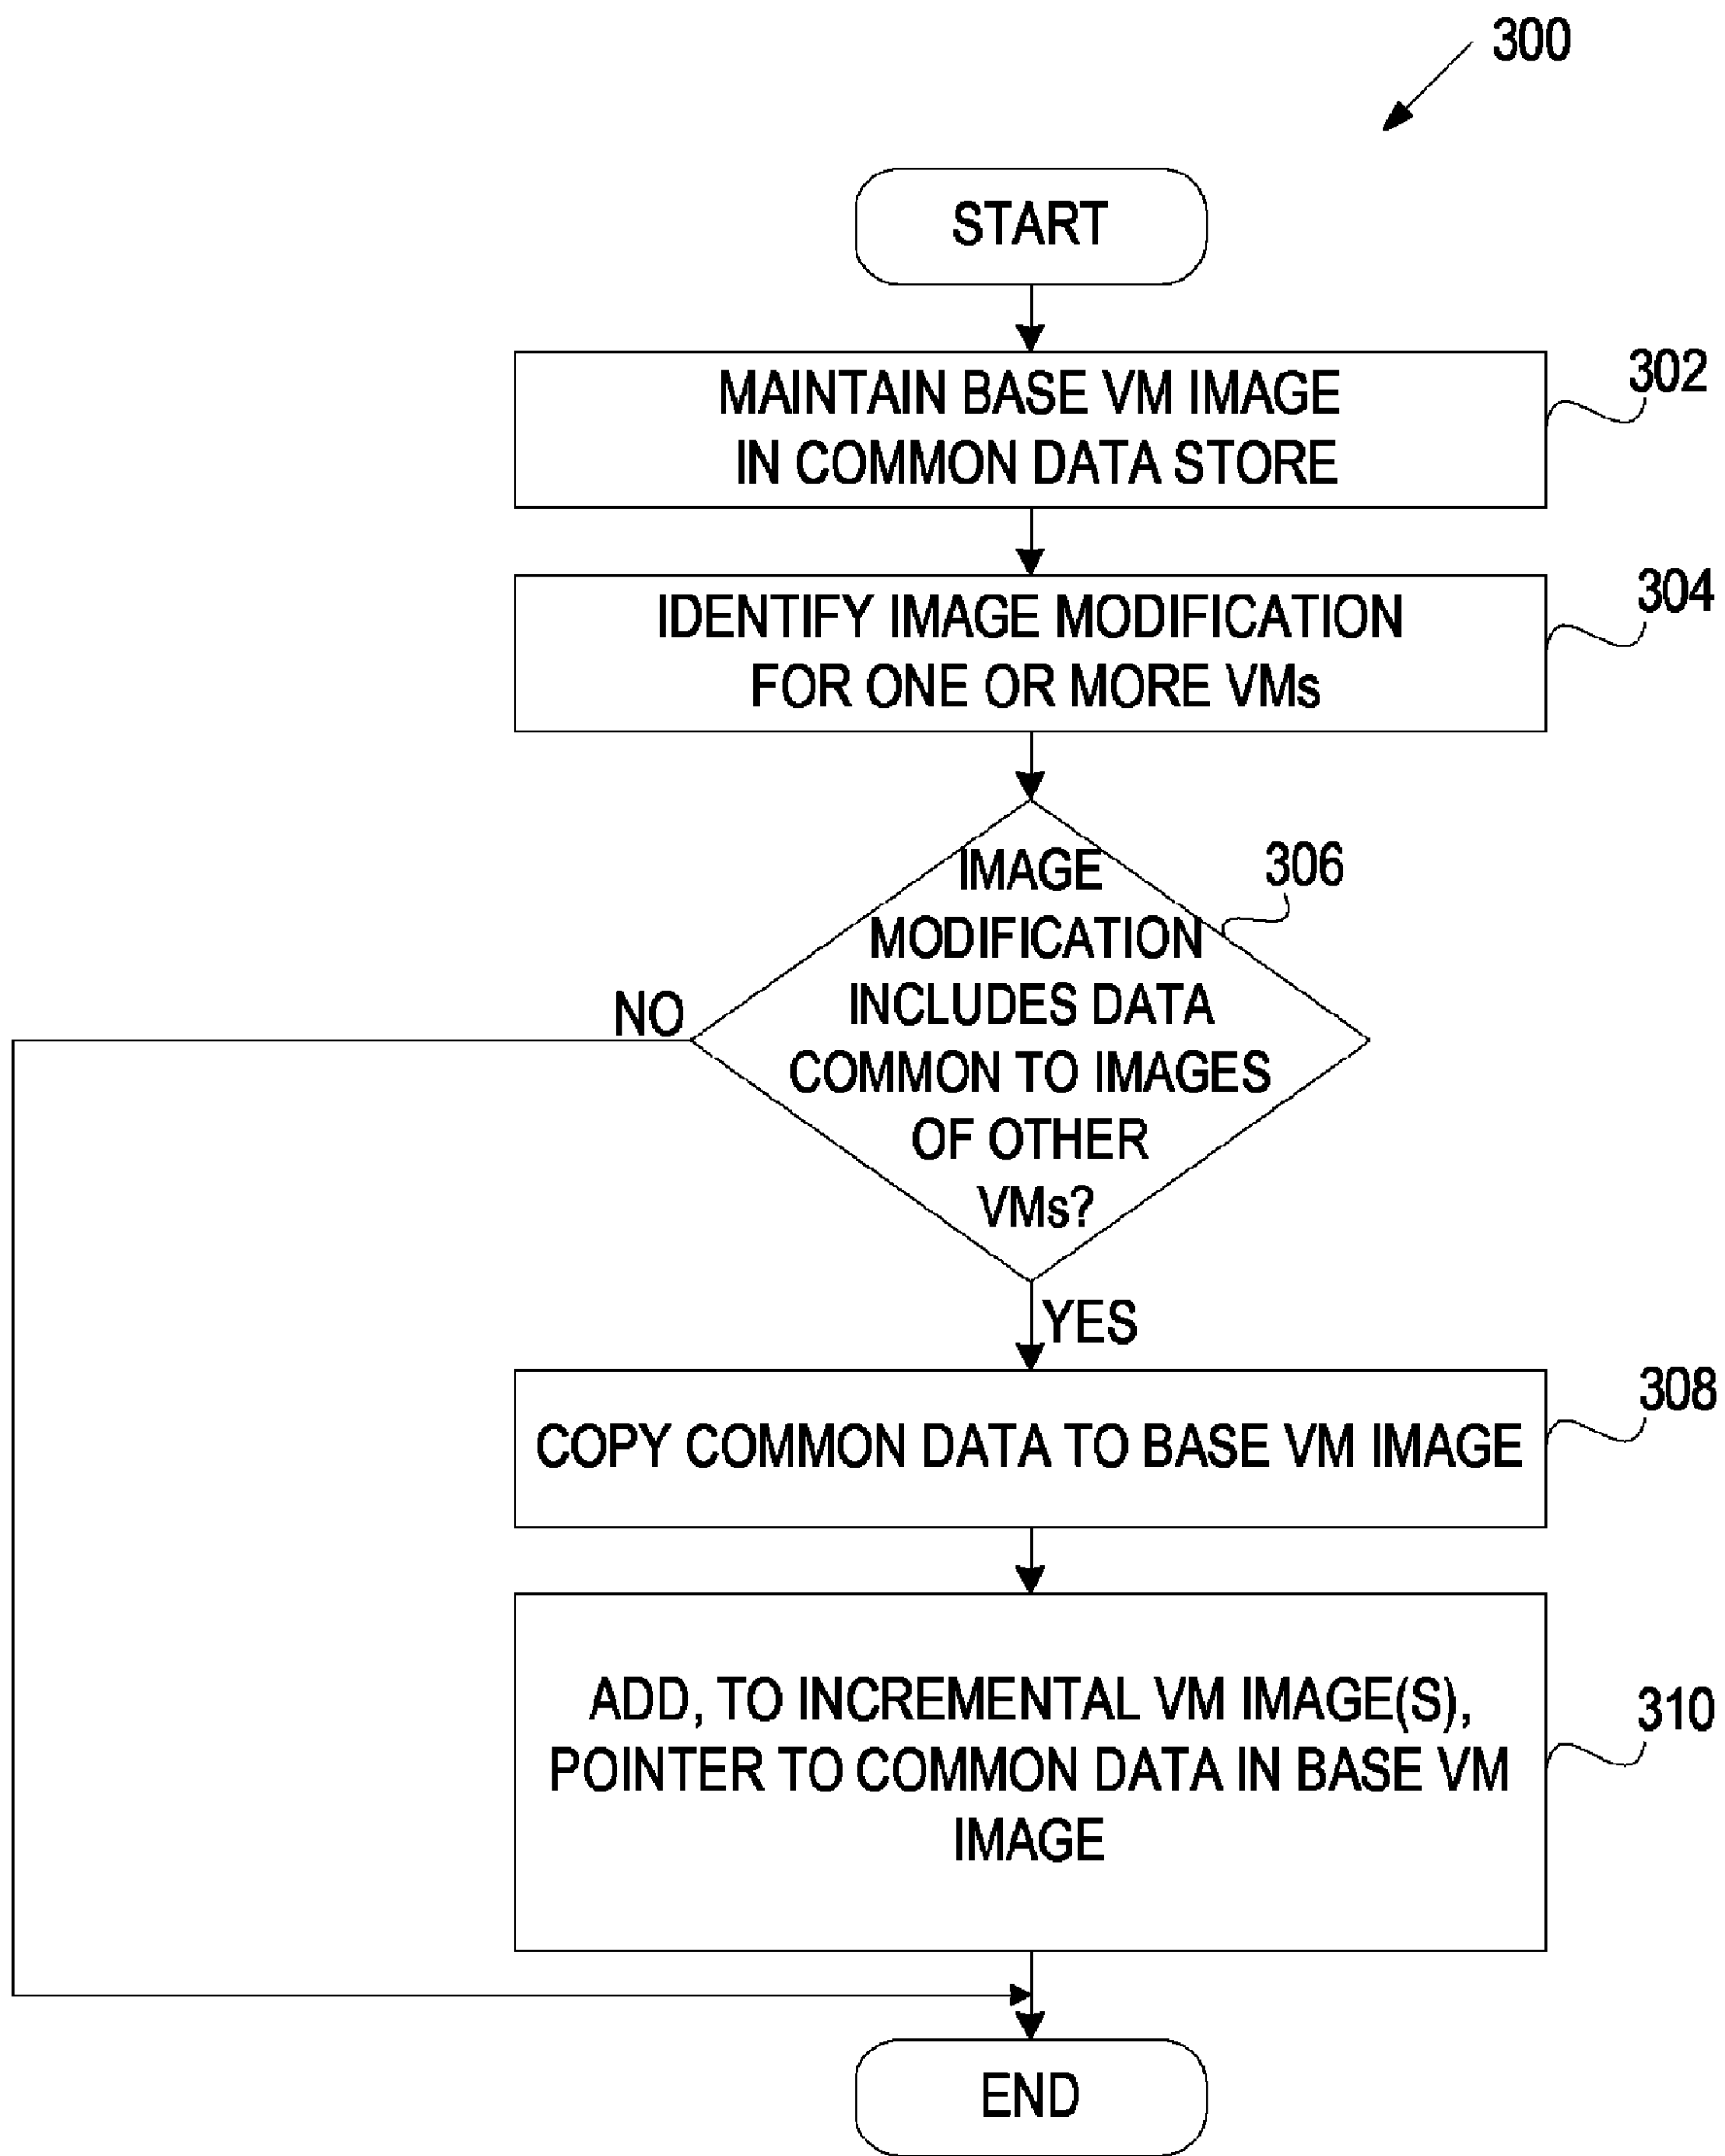 300
START
MAINTAIN BASE VM IMAGE
IN COMMON DATA STORE
302
IDENTIFY IMAGE MODIFICATION
FOR ONE OR MORE VMs
304
IMAGE
MODIFICATION
INCLUDES DATA
COMMON TO IMAGES
OF OTHER
VMs?
306
NO
YES
COPY COMMON DATA TO BASE VM IMAGE
308
ADD, TO INCREMENTAL VM IMAGE(S),
POINTER TO COMMON DATA IN BASE VM
IMAGE
310
END